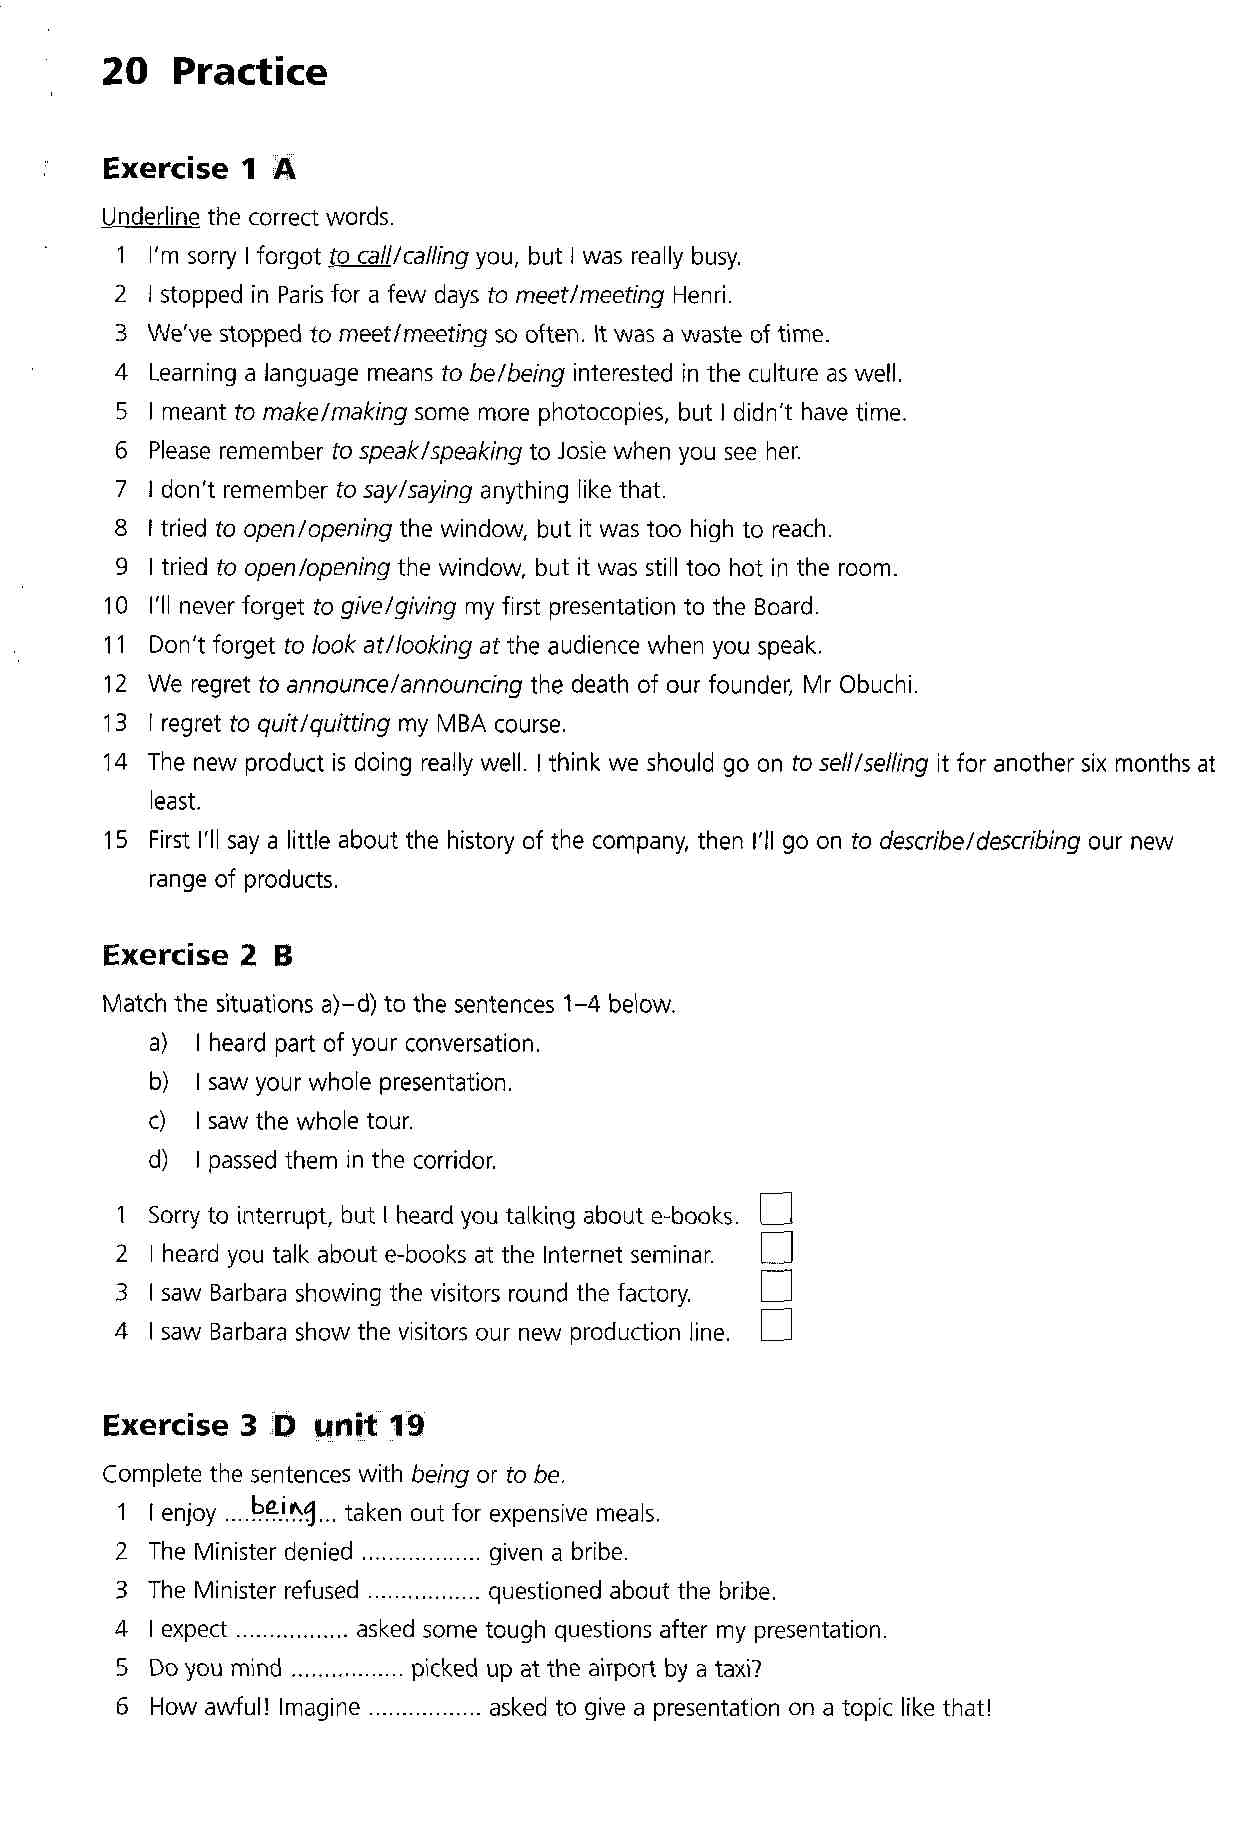 20 Practice
Exercise 1 A
Underline the correct words.
1 I'm sorry I forgot to call/calling you, but I was really busy.
2 I stopped in Paris for a few days to meet/meeting Henri.
3 We've stopped to meet/meeting so often. It was a waste of time.
4 Learning a language means to be/being interested in the culture as well.
5 I meant to make/making some more photocopies, but I didn't have time.
6 Please remember to speak/speaking to Josie when you see her.
7 I don't remember to say/saying anything like that.
8 I tried to open/opening the window, but it was too high to reach.
9 I tried to open/opening the window, but it was still too hot in the room.
10 I'll never forget to give/giving my first presentation to the Board.
11 Don't forget to look at/looking at the audience when you speak.
12 We regret to announce/announcing the death of our founder, Mr Obuchi.
13 I regret to quit/quitting my MBA course.
14 The new product is doing really well. I think we should go on to sell/selling it for another six months at
least.
15 First I'll say a little about the history of the company, then I'll go on to describe/describing our new
range of products.
Exercise 2 B
Match the situations a)–d) to the sentences 1–4 below.
a) I heard part of your conversation.
b) I saw your whole presentation.
c) I saw the whole tour.
d) I passed them in the corridor.
1 Sorry to interrupt, but I heard you talking about e-books.
2 I heard you talk about e-books at the Internet seminar.
3 I saw Barbara showing the visitors round the factory.
4 I saw Barbara show the visitors our new production line.
Exercise 3 D unit 19
Complete the sentences with being or to be.
1 I enjoy ....being... taken out for expensive meals.
2 The Minister denied .................. given a bribe.
3 The Minister refused ................. questioned about the bribe.
4 I expect ................. asked some tough questions after my presentation.
5 Do you mind ................. picked up at the airport by a taxi?
6 How awful! Imagine ................. asked to give a presentation on a topic like that!